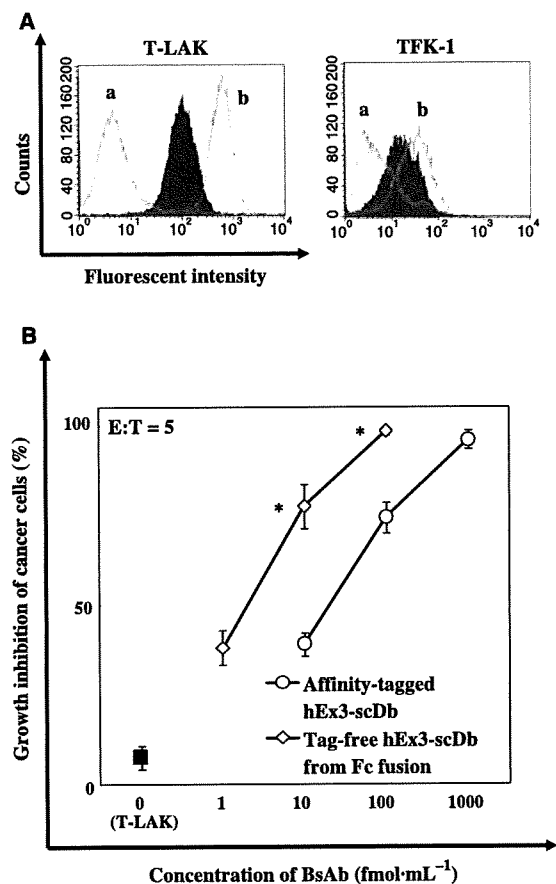 A
T-LAK
TFK-1
Counts
200
160
120
80
40
0
a
b
10⁰
10¹
10²
10³
10⁴
200
160
120
80
40
0
a
b
10⁰
10¹
10²
10³
10⁴
Fluorescent intensity
B
Growth inhibition of cancer cells (%)
100
50
0
E:T = 5
*
*
Affinity-tagged
hEx3-scDb
Tag-free hEx3-scDb
from Fc fusion
0
1
10
100
1000
(T-LAK)
Concentration of BsAb (fmol·mL⁻¹)